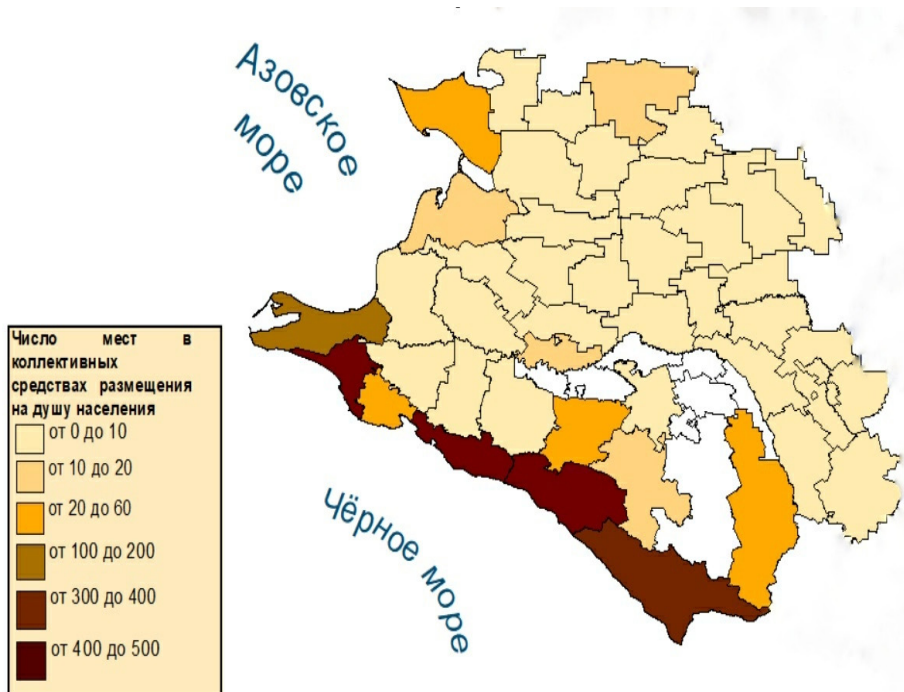 Азовское
море
Число мест в
коллективных
средствах размещения
на душу населения
от 0 до 10
от 10 до 20
от 20 до 60
от 100 до 200
от 300 до 400
от 400 до 500
Чёрное море